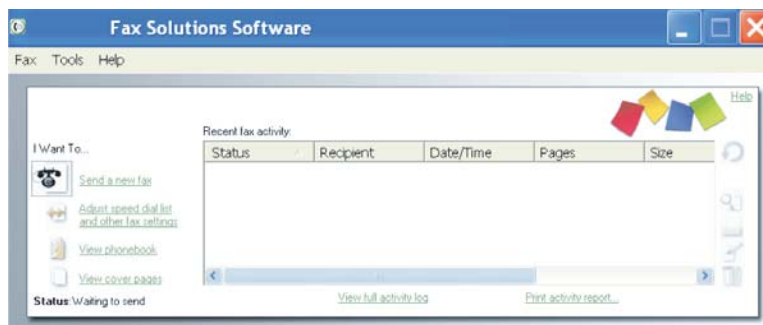 Fax Solutions Software
Fax Tools Help
Help
Recent fax activity:
I Want To...
Status Recipient Date/Time Pages Size
Send a new fax
Adjust speed dial list
and other fax settings
View phonebook
View cover pages
Status: Waiting to send
View full activity log
Print activity report...